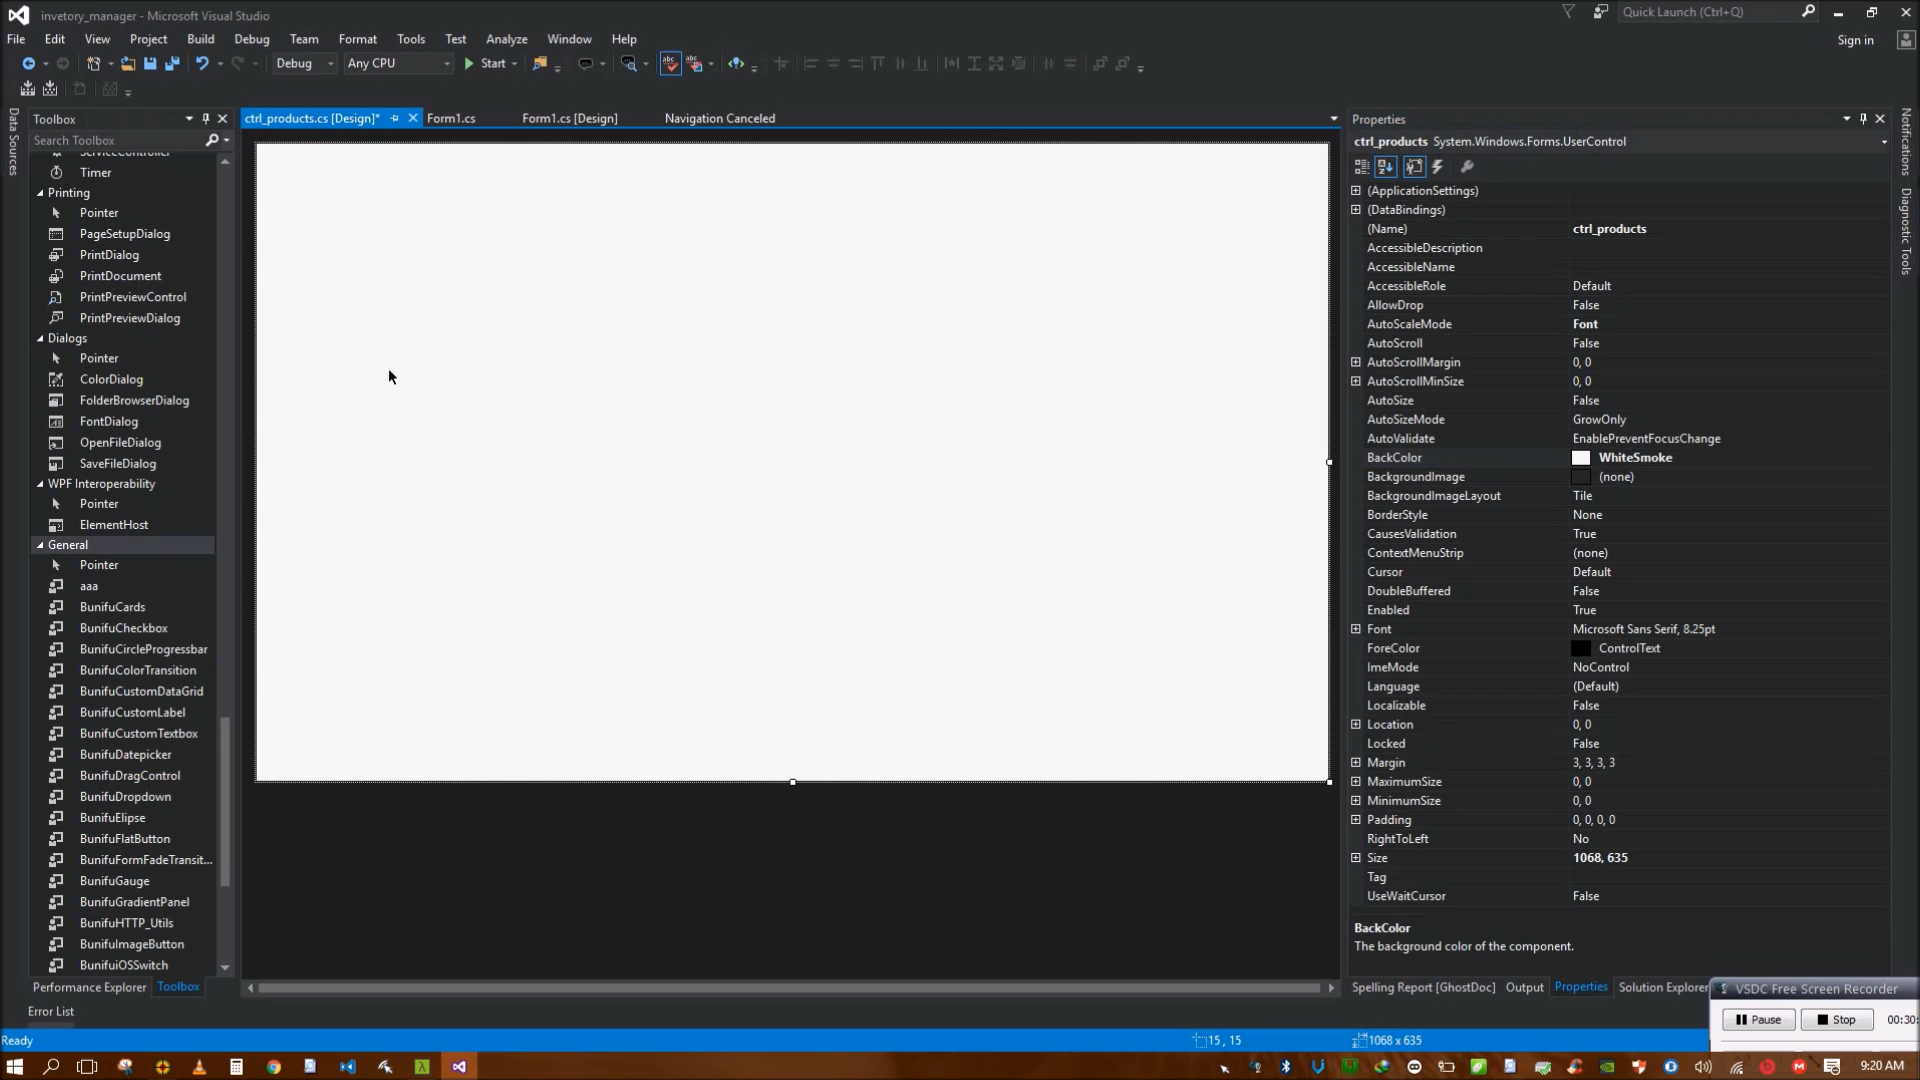 invetory_manager - Microsoft Visual Studio
Quick Launch (Ctrl+Q)
File Edit View Project Build Debug Team Format Tools Test Analyze Window Help
Sign in
Debug Any CPU Start
Data Sources
Toolbox
Search Toolbox
ServiceController
Timer
Printing
Pointer
PageSetupDialog
PrintDialog
PrintDocument
PrintPreviewControl
PrintPreviewDialog
Dialogs
Pointer
ColorDialog
FolderBrowserDialog
FontDialog
OpenFileDialog
SaveFileDialog
WPF Interoperability
Pointer
ElementHost
General
Pointer
aaa
BunifuCards
BunifuCheckbox
BunifuCircleProgressbar
BunifuColorTransition
BunifuCustomDataGrid
BunifuCustomLabel
BunifuCustomTextbox
BunifuDatepicker
BunifuDragControl
BunifuDropdown
BunifuElipse
BunifuFlatButton
BunifuFormFadeTransit...
BunifuGauge
BunifuGradientPanel
BunifuHTTP_Utils
BunifuImageButton
BunifuiOSSwitch
Performance Explorer Toolbox
Error List
ctrl_products.cs [Design]* Form1.cs Form1.cs [Design] Navigation Canceled
Properties
ctrl_products System.Windows.Forms.UserControl
(ApplicationSettings)
(DataBindings)
(Name) ctrl_products
AccessibleDescription
AccessibleName
AccessibleRole Default
AllowDrop False
AutoScaleMode Font
AutoScroll False
AutoScrollMargin 0, 0
AutoScrollMinSize 0, 0
AutoSize False
AutoSizeMode GrowOnly
AutoValidate EnablePreventFocusChange
BackColor WhiteSmoke
BackgroundImage (none)
BackgroundImageLayout Tile
BorderStyle None
CausesValidation True
ContextMenuStrip (none)
Cursor Default
DoubleBuffered False
Enabled True
Font Microsoft Sans Serif, 8.25pt
ForeColor ControlText
ImeMode NoControl
Language (Default)
Localizable False
Location 0, 0
Locked False
Margin 3, 3, 3, 3
MaximumSize 0, 0
MinimumSize 0, 0
Padding 0, 0, 0, 0
RightToLeft No
Size 1068, 635
Tag
UseWaitCursor False
BackColor
The background color of the component.
Spelling Report [GhostDoc] Output Properties Solution Explorer
Notifications
Diagnostic Tools
VSDC Free Screen Recorder
Pause Stop 00:30:
Ready
15 , 15
1068 x 635
9:20 AM